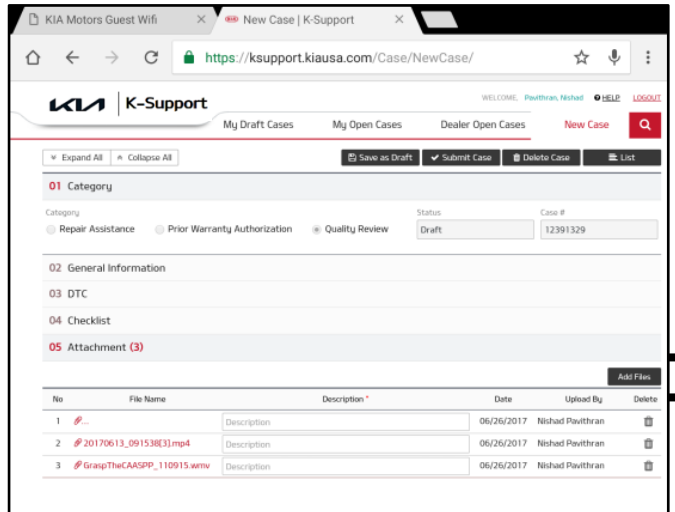 KIA Motors Guest Wifi × New Case | K-Support ×
https://ksupport.kiausa.com/Case/NewCase/
WELCOME, Pavithran, Nishad HELP LOGOUT
KIA K-Support
My Draft Cases My Open Cases Dealer Open Cases New Case
Expand All Collapse All Save as Draft Submit Case Delete Case List
01 Category
Category Status Case #
Repair Assistance Prior Warranty Authorization Quality Review Draft 12391329
02 General Information
03 DTC
04 Checklist
05 Attachment (3)
Add Files
No File Name Description * Date Upload By Delete
1 ... Description 06/26/2017 Nishad Pavithran
2 20170613_091538[3].mp4 Description 06/26/2017 Nishad Pavithran
3 GraspTheCAASPP_110915.wmv Description 06/26/2017 Nishad Pavithran